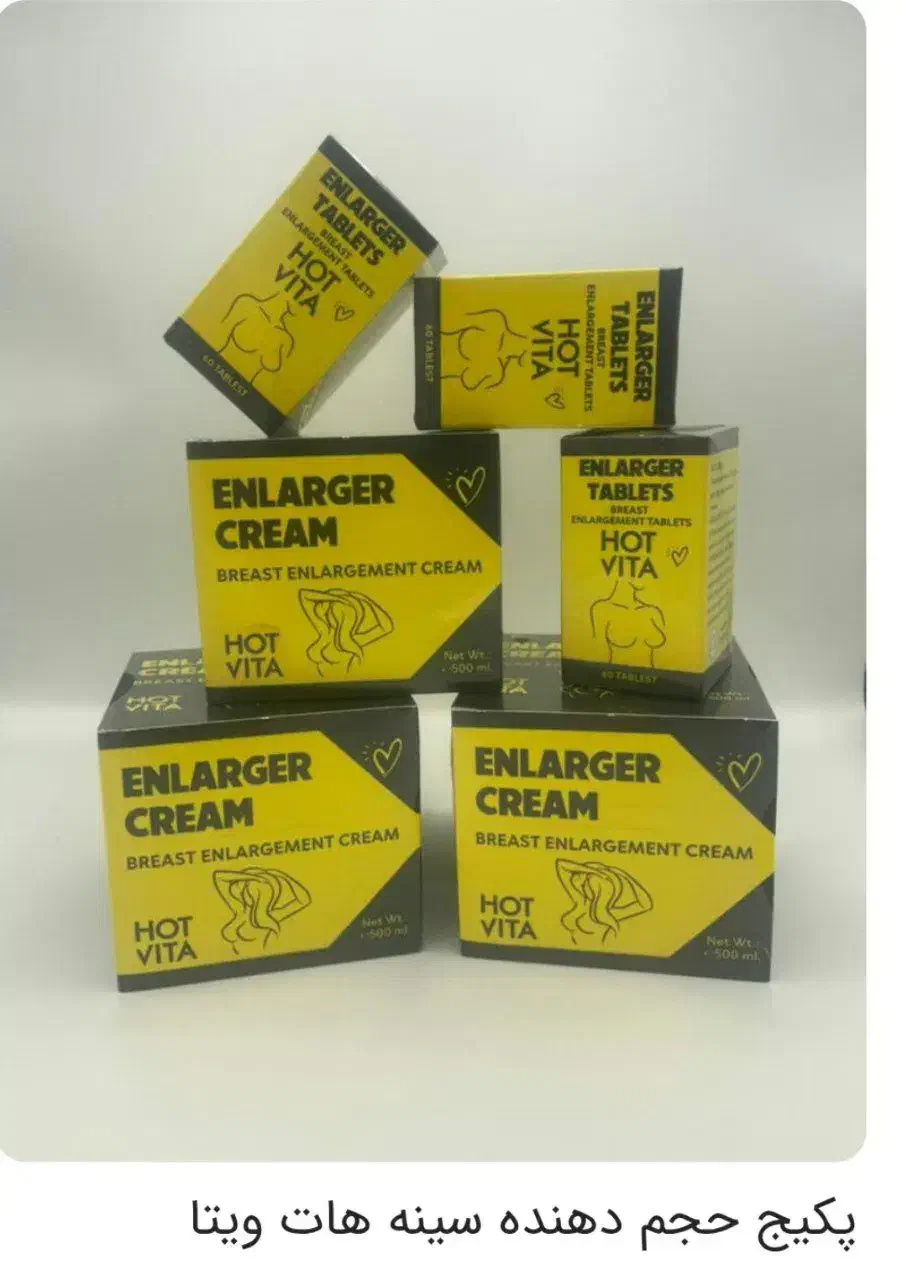 ENLARGER
TABLETS
BREAST
ENLARGEMENT TABLETS
HOT
VITA
60 TABLEST
ENLARGER
TABLETS
BREAST
ENLARGEMENT TABLETS
HOT
VITA
60 TABLEST
ENLARGER
CREAM
BREAST ENLARGEMENT CREAM
HOT
VITA
Net Wt.:
500 ml.
ENLARGER
TABLETS
BREAST
ENLARGEMENT TABLETS
HOT
VITA
60 TABLEST
HOT
VITA
ENLARGER
CREAM
BREAST ENLARGEMENT CREAM
HOT
VITA
Net Wt.:
500 ml
ENLARGER
CREAM
BREAST ENLARGEMENT CREAM
HOT
VITA
Net Wt.:
500 ml.
پکیج حجم دهنده سینه هات ویتا